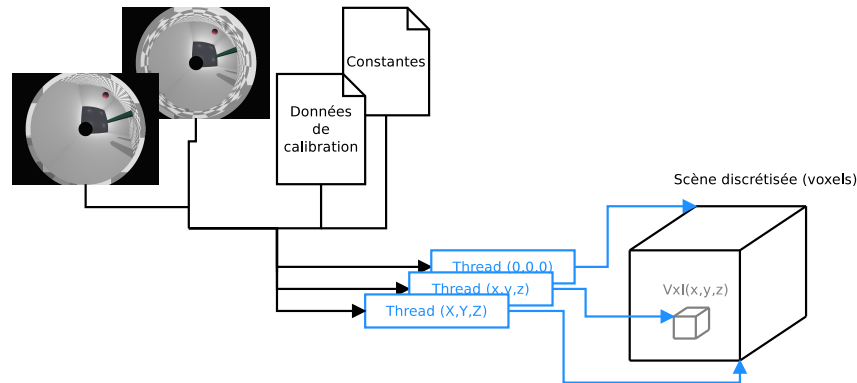 Constantes
Données
de
calibration
Scène discrétisée (voxels)
Thread (0,0,0)
Thread (x,y,z)
Vxl(x,y,z)
Thread (X,Y,Z)